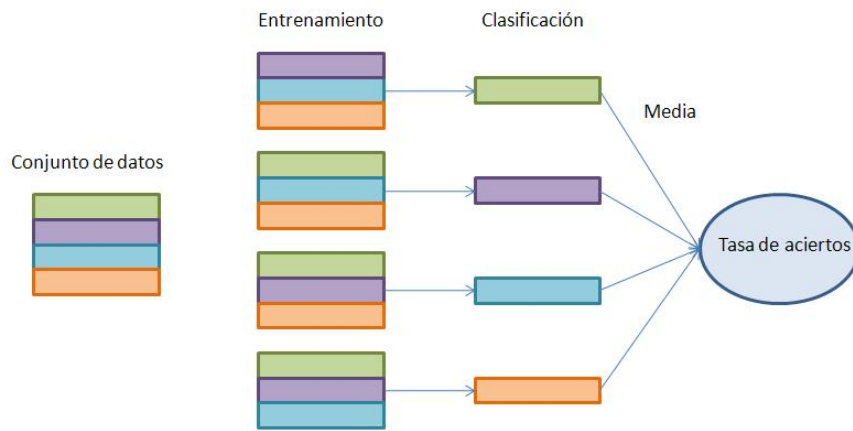 Entrenamiento
Clasificación
Media
Conjunto de datos
Tasa de aciertos